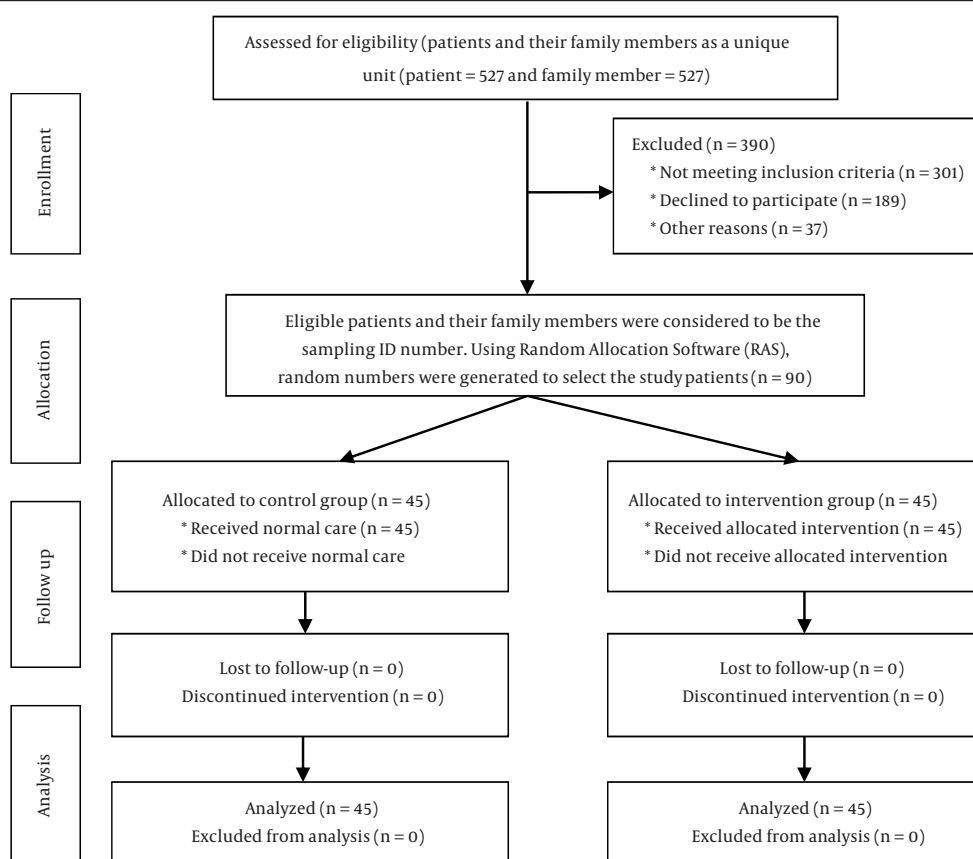 Assessed for eligibility (patients and their family members as a unique
unit (patient = 527 and family member = 527)
Enrollment
Excluded (n = 390)
* Not meeting inclusion criteria (n = 301)
* Declined to participate (n = 189)
* Other reasons (n = 37)
Allocation
Eligible patients and their family members were considered to be the
sampling ID number. Using Random Allocation Software (RAS),
random numbers were generated to select the study patients (n = 90)
Follow up
Allocated to control group (n = 45)
* Received normal care (n = 45)
* Did not receive normal care
Allocated to intervention group (n = 45)
* Received allocated intervention (n = 45)
* Did not receive allocated intervention
Lost to follow-up (n = 0)
Discontinued intervention (n = 0)
Lost to follow-up (n = 0)
Discontinued intervention (n = 0)
Analysis
Analyzed (n = 45)
Excluded from analysis (n = 0)
Analyzed (n = 45)
Excluded from analysis (n = 0)